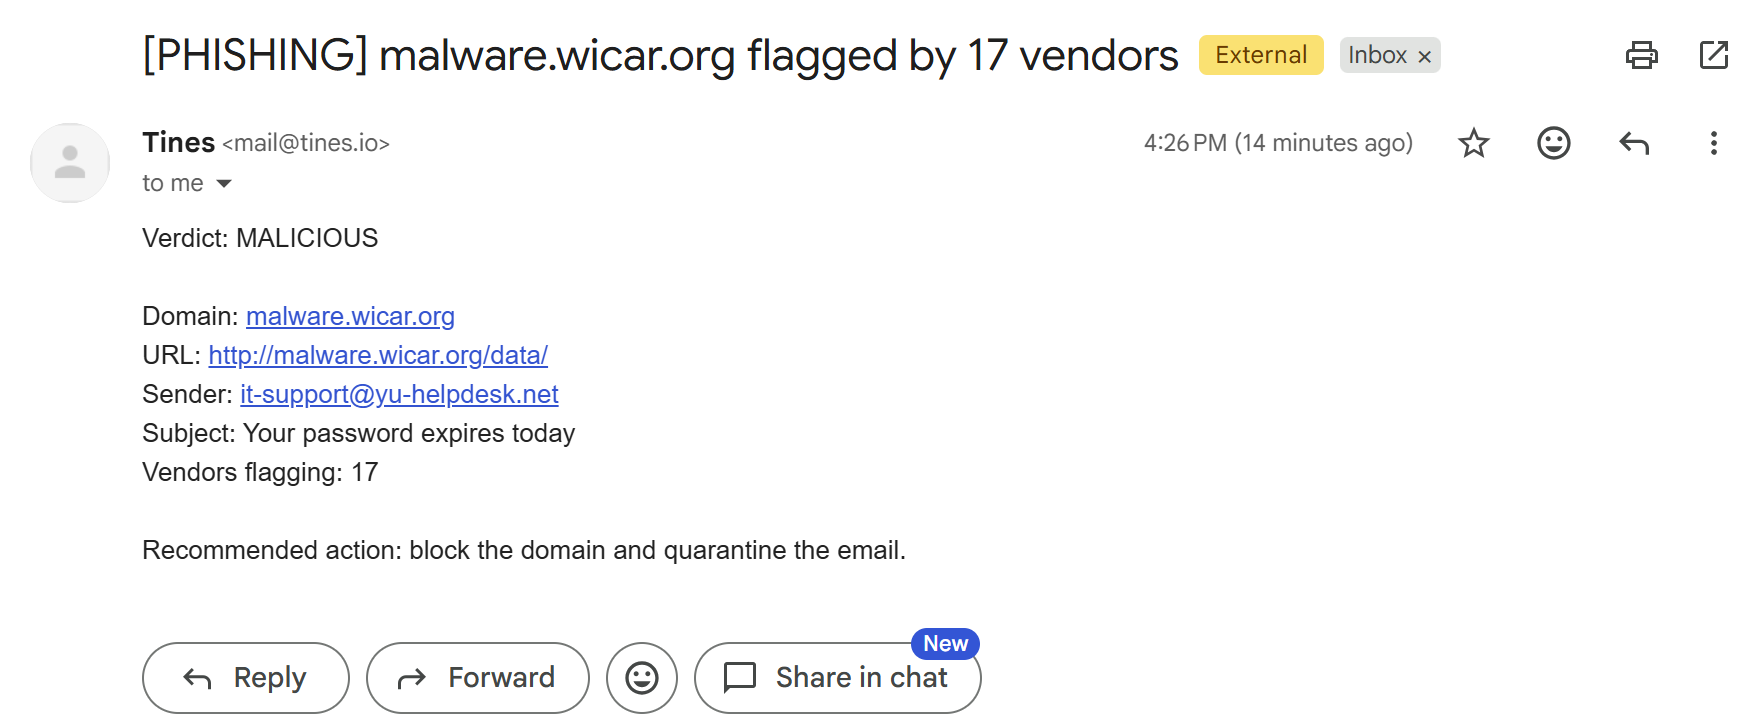 [PHISHING] malware.wicar.org flagged by 17 vendors External Inbox ×
Tines <mail@tines.io> 4:26 PM (14 minutes ago)
to me
Verdict: MALICIOUS
Domain: malware.wicar.org
URL: http://malware.wicar.org/data/
Sender: it-support@yu-helpdesk.net
Subject: Your password expires today
Vendors flagging: 17
Recommended action: block the domain and quarantine the email.
New
Reply Forward Share in chat